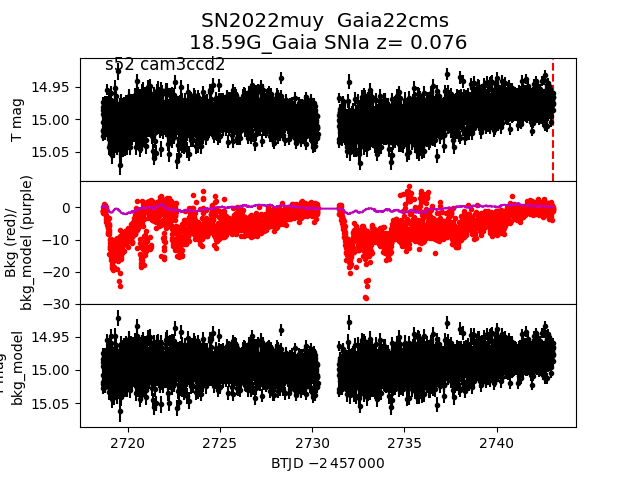 SN2022muy Gaia22cms
18.59G_Gaia SNIa z= 0.076
s52 cam3ccd2
T mag
14.95
15.00
15.05
Bkg (red)/
bkg_model (purple)
0
−10
−20
−30
bkg_model
14.95
15.00
15.05
2720
2725
2730
2735
2740
BTJD −2 457 000